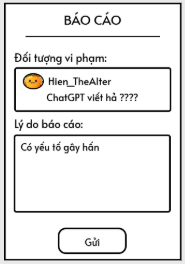 BÁO CÁO
Đối tượng vi phạm:
Hien_TheAlter
ChatGPT viết hả ????
Lý do báo cáo:
Có yếu tố gây hấn
Gửi